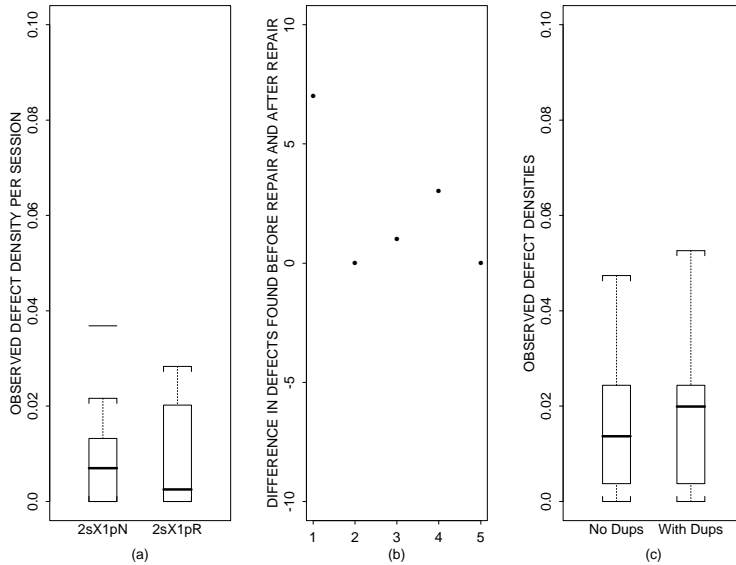 OBSERVED DEFECT DENSITY PER SESSION
0.0 0.02 0.04 0.06 0.08 0.10
2sX1pN 2sX1pR
(a)
DIFFERENCE IN DEFECTS FOUND BEFORE REPAIR AND AFTER REPAIR
-10 -5 0 5 10
1 2 3 4 5
(b)
OBSERVED DEFECT DENSITIES
0.0 0.02 0.04 0.06 0.08 0.10
No Dups With Dups
(c)